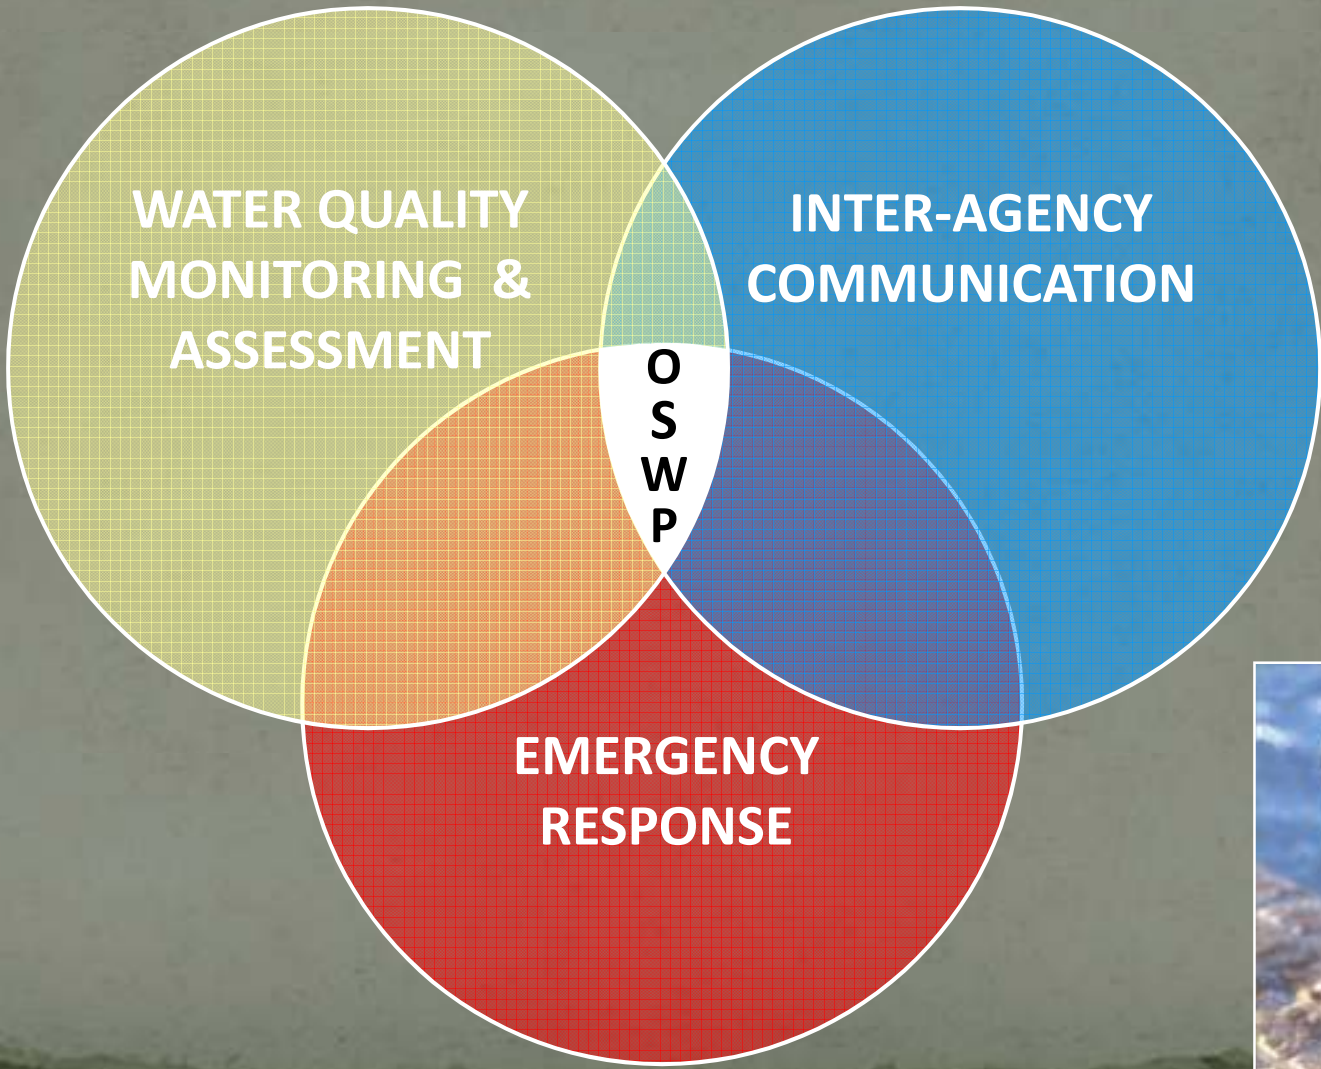 WATER QUALITY
MONITORING &
ASSESSMENT
INTER-AGENCY
COMMUNICATION
O
S
W
P
EMERGENCY
RESPONSE